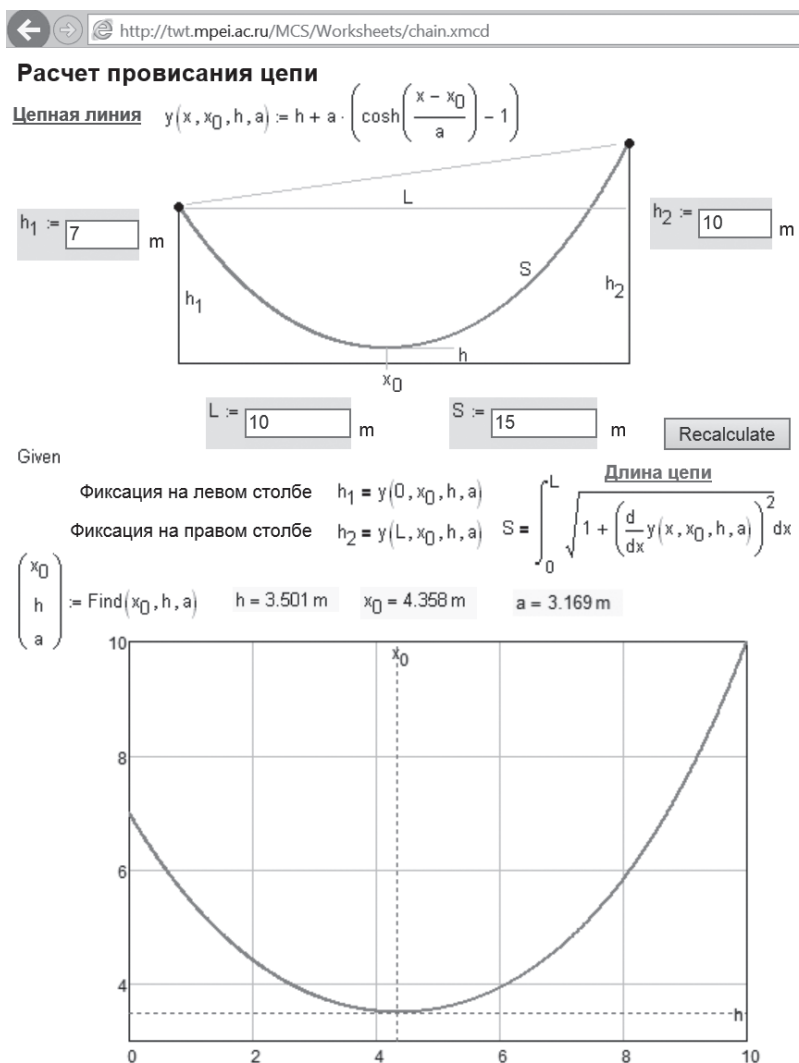 http://twt.mpei.ac.ru/MCS/Worksheets/chain.xmcd
Расчет провисания цепи
Цепная линия y(x, x₀, h, a) := h + a · (cosh((x − x₀)/a) − 1)
L
h₁ := 7 m
h₂ := 10 m
S
h₁
h₂
h
x₀
L := 10 m
S := 15 m
Recalculate
Given
Длина цепи
Фиксация на левом столбе h₁ = y(0, x₀, h, a)
Фиксация на правом столбе h₂ = y(L, x₀, h, a)
S = ∫₀ᴸ √(1 + (d/dx y(x, x₀, h, a))²) dx
(x₀ h a) := Find(x₀, h, a) h = 3.501 m x₀ = 4.358 m a = 3.169 m
10
x₀
8
6
4
h
0 2 4 6 8 10